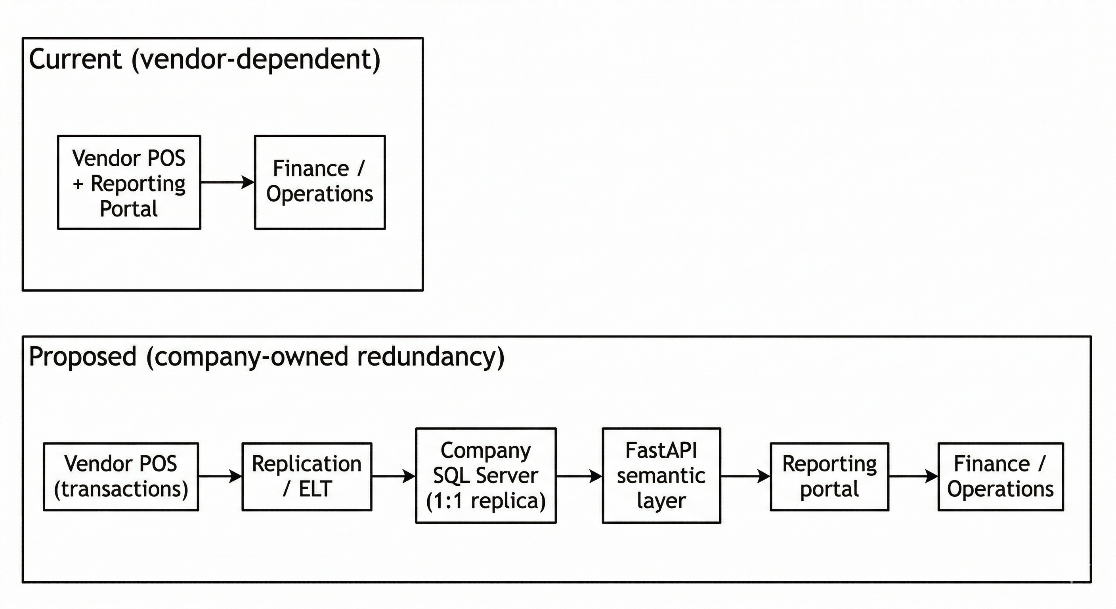 Current (vendor-dependent)
Vendor POS
+ Reporting
Portal
Finance /
Operations
Proposed (company-owned redundancy)
Vendor POS
(transactions)
Replication
/ ELT
Company
SQL Server
(1:1 replica)
FastAPI
semantic
layer
Reporting
portal
Finance /
Operations